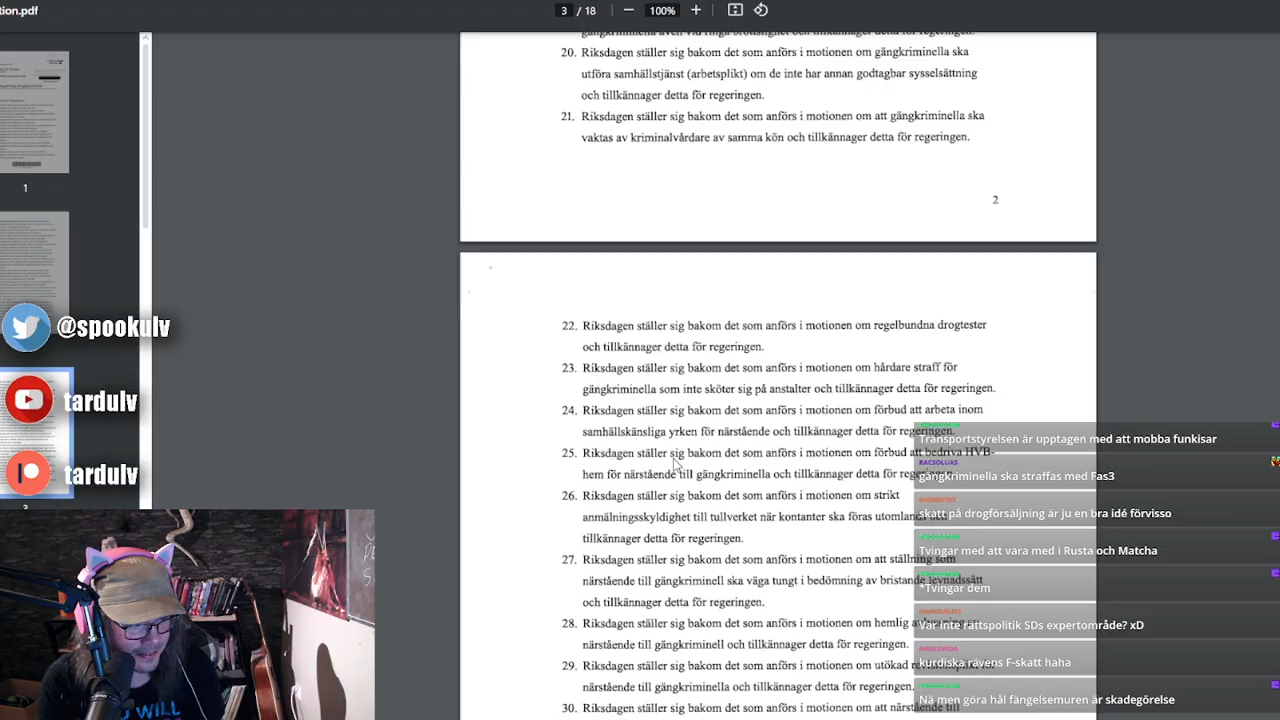 tion.pdf
3 / 18
100%
gängkriminella även vid ringa brottslighet och tillkännager detta för regeringen.
20. Riksdagen ställer sig bakom det som anförs i motionen om gängkriminella ska
utföra samhällstjänst (arbetsplikt) om de inte har annan godtagbar sysselsättning
och tillkännager detta för regeringen.
21. Riksdagen ställer sig bakom det som anförs i motionen om att gängkriminella ska
vaktas av kriminalvårdare av samma kön och tillkännager detta för regeringen.
2
22. Riksdagen ställer sig bakom det som anförs i motionen om regelbundna drogtester
och tillkännager detta för regeringen.
23. Riksdagen ställer sig bakom det som anförs i motionen om hårdare straff för
gängkriminella som inte sköter sig på anstalter och tillkännager detta för regeringen.
24. Riksdagen ställer sig bakom det som anförs i motionen om förbud att arbeta inom
samhällskänsliga yrken för närstående och tillkännager detta för regeringen.
25. Riksdagen ställer sig bakom det som anförs i motionen om förbud att bedriva HVB-
hem för närstående till gängkriminella och tillkännager detta för regeringen.
26. Riksdagen ställer sig bakom det som anförs i motionen om strikt
anmälningsskyldighet till tullverket när kontanter ska föras utomlands och
tillkännager detta för regeringen.
27. Riksdagen ställer sig bakom det som anförs i motionen om att ställning som
närstående till gängkriminell ska väga tungt i bedömning av bristande levnadssätt
och tillkännager detta för regeringen.
28. Riksdagen ställer sig bakom det som anförs i motionen om hemlig
närstående till gängkriminell och tillkännager detta för regeringen.
29. Riksdagen ställer sig bakom det som anförs i motionen om utökad
närstående till gängkriminella och tillkännager detta för regeringen.
30. Riksdagen ställer sig bakom det som anförs i motionen om att närstående till
1
@spookulv
tardulv
tardulv
WILL
Transportstyrelsen är upptagen med att mobba funkisar
RACSOLUAS
gängkriminella ska straffas med Fas3
skatt på drogförsäljning är ju en bra idé förvisso
Tvingar med att vara med i Rusta och Matcha
*Tvingar dem
Var inte rättspolitik SDs expertområde? xD
kurdiska rävens F-skatt haha
Nä men göra hål fängelsemuren är skadegörelse